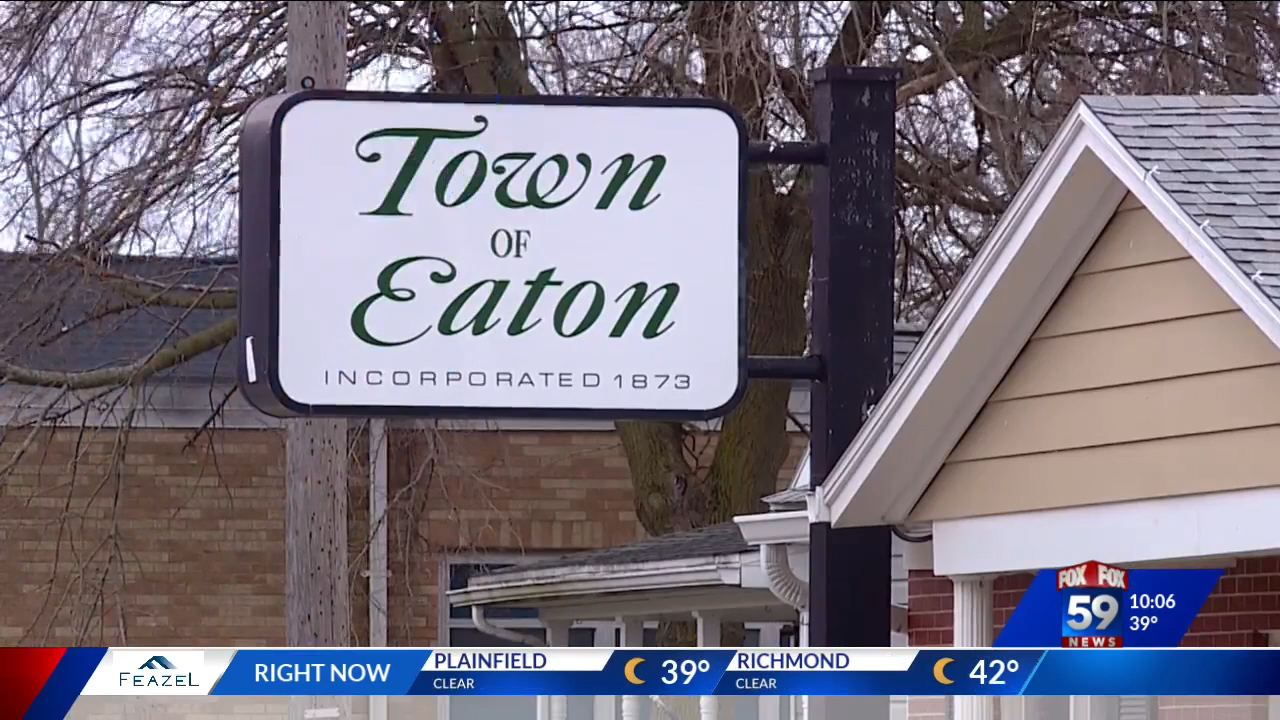 Town
OF
Eaton
INCORPORATED 1873
FOX FOX
59
NEWS
10:06
39°
FEAZEL
RIGHT NOW
PLAINFIELD
CLEAR
39°
RICHMOND
CLEAR
42°